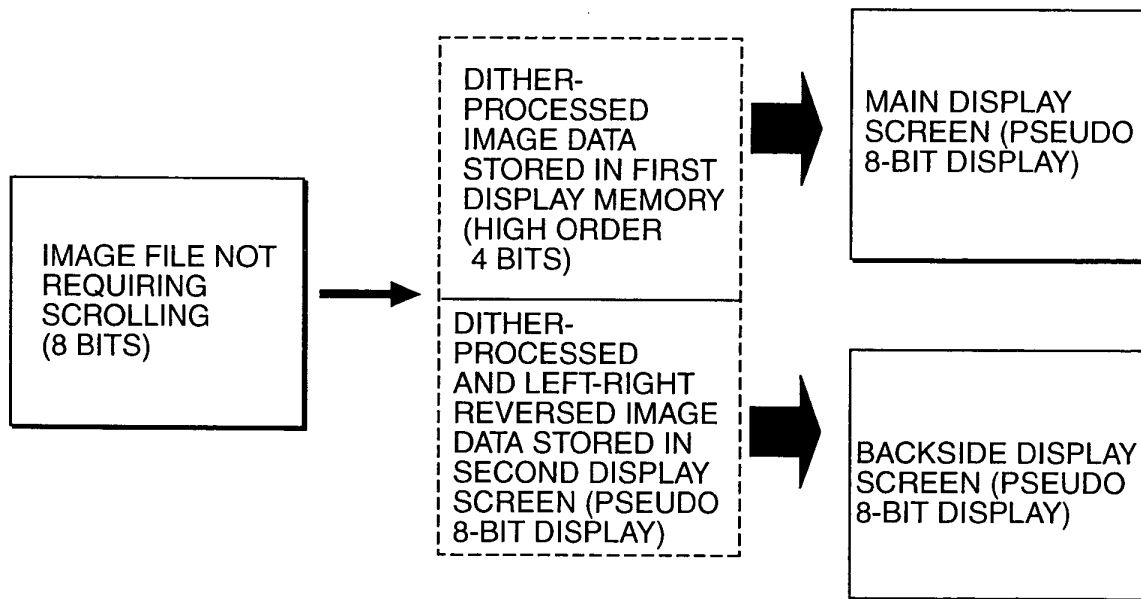 IMAGE FILE NOT
REQUIRING
SCROLLING
(8 BITS)
DITHER-
PROCESSED
IMAGE DATA
STORED IN FIRST
DISPLAY MEMORY
(HIGH ORDER
4 BITS)
DITHER-
PROCESSED
AND LEFT-RIGHT
REVERSED IMAGE
DATA STORED IN
SECOND DISPLAY
SCREEN (PSEUDO
8-BIT DISPLAY)
MAIN DISPLAY
SCREEN (PSEUDO
8-BIT DISPLAY)
BACKSIDE DISPLAY
SCREEN (PSEUDO
8-BIT DISPLAY)